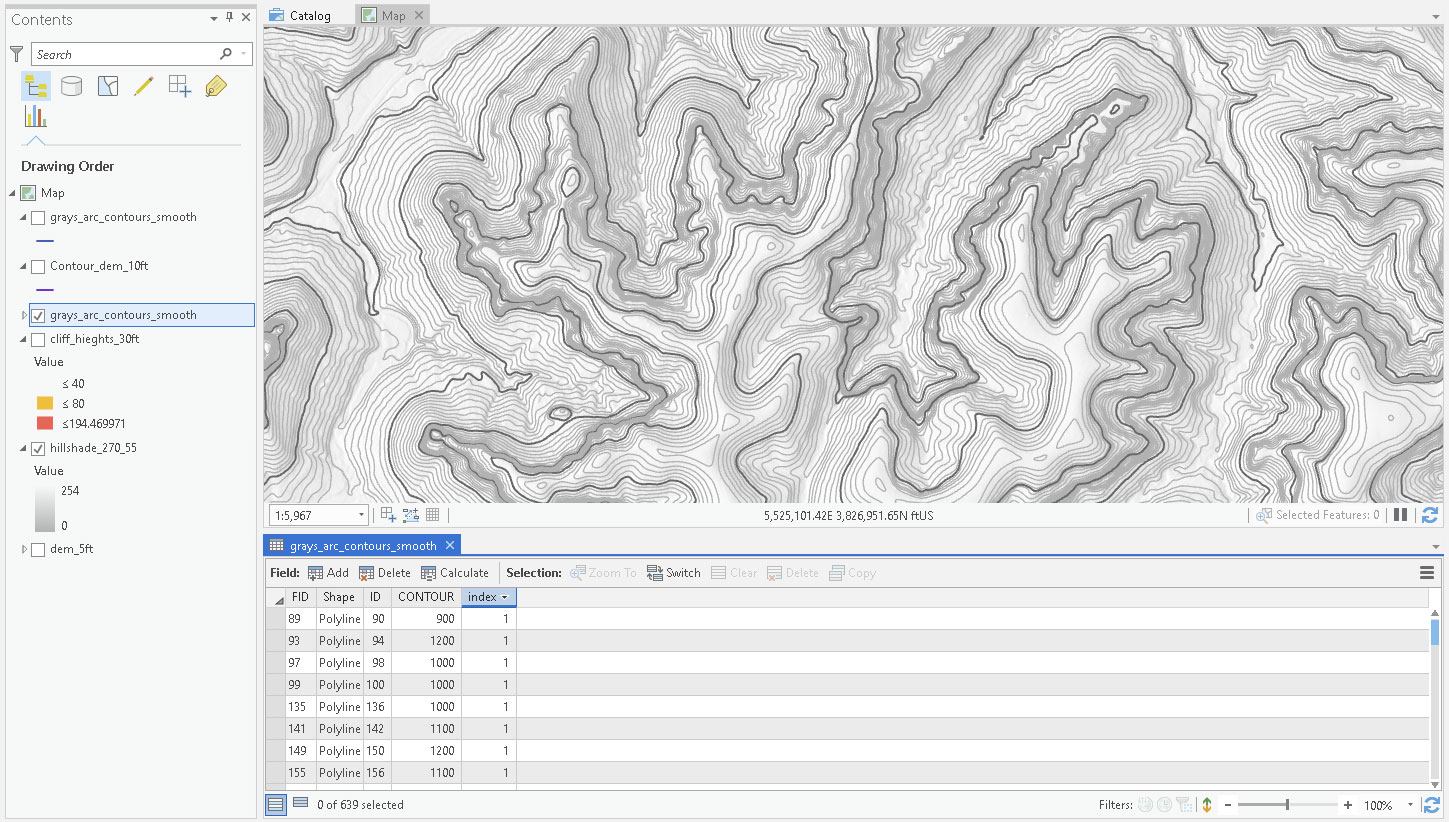 Contents
Search
Drawing Order
Map
grays_arc_contours_smooth
Contour_dem_10ft
grays_arc_contours_smooth
cliff_hieghts_30ft
Value
≤ 40
≤ 80
≤194.469971
hillshade_270_55
Value
254
0
dem_5ft
Catalog Map
1:5,967 5,525,101.42E 3,826,951.65N ftUS Selected Features: 0
grays_arc_contours_smooth
Field: Add Delete Calculate Selection: Zoom To Switch Clear Delete Copy
FID Shape ID CONTOUR index
89 Polyline 90 900 1
93 Polyline 94 1200 1
97 Polyline 98 1000 1
99 Polyline 100 1000 1
135 Polyline 136 1000 1
141 Polyline 142 1100 1
149 Polyline 150 1200 1
155 Polyline 156 1100 1
0 of 639 selected Filters: - + 100%